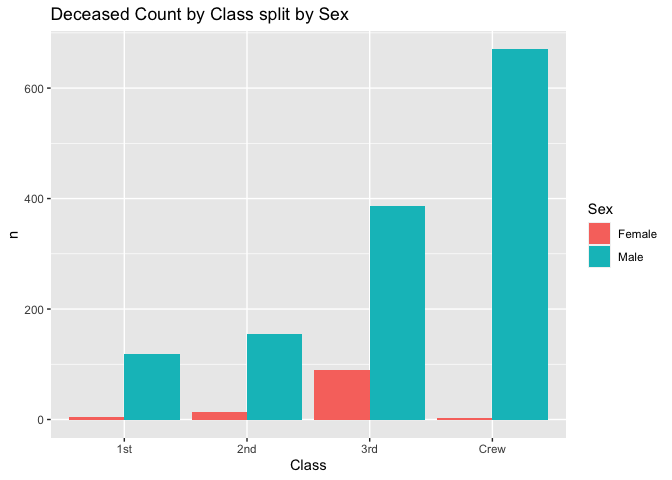 Deceased Count by Class split by Sex
600
400
200
0
n
1st 2nd 3rd Crew
Class
Sex
Female
Male